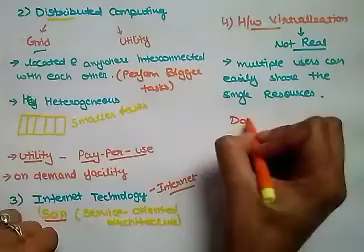 2) Distributed Computing
Grid Utility
→ located anywhere interconnected
with each other. (Perform Bigger
tasks)
→ Heterogeneous
Smaller tasks
→ Utility - Pay-Per-use
→ on demand facility
3) Internet Technology - Internet
SOA (Service-oriented
Architecture)
4) H/w Virtualization
Not Real
→ multiple users can
easily share the
single Resources.